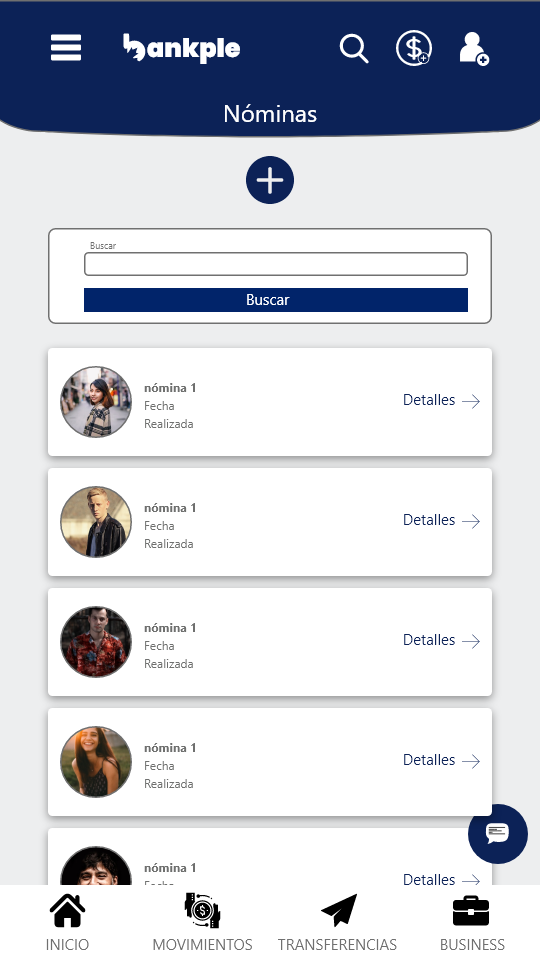 bankple
Nóminas
Buscar
Buscar
nómina 1
Fecha
Realizada
Detalles
nómina 1
Fecha
Realizada
Detalles
nómina 1
Fecha
Realizada
Detalles
nómina 1
Fecha
Realizada
Detalles
nómina 1
Fecha
Detalles
INICIO
MOVIMIENTOS
TRANSFERENCIAS
BUSINESS